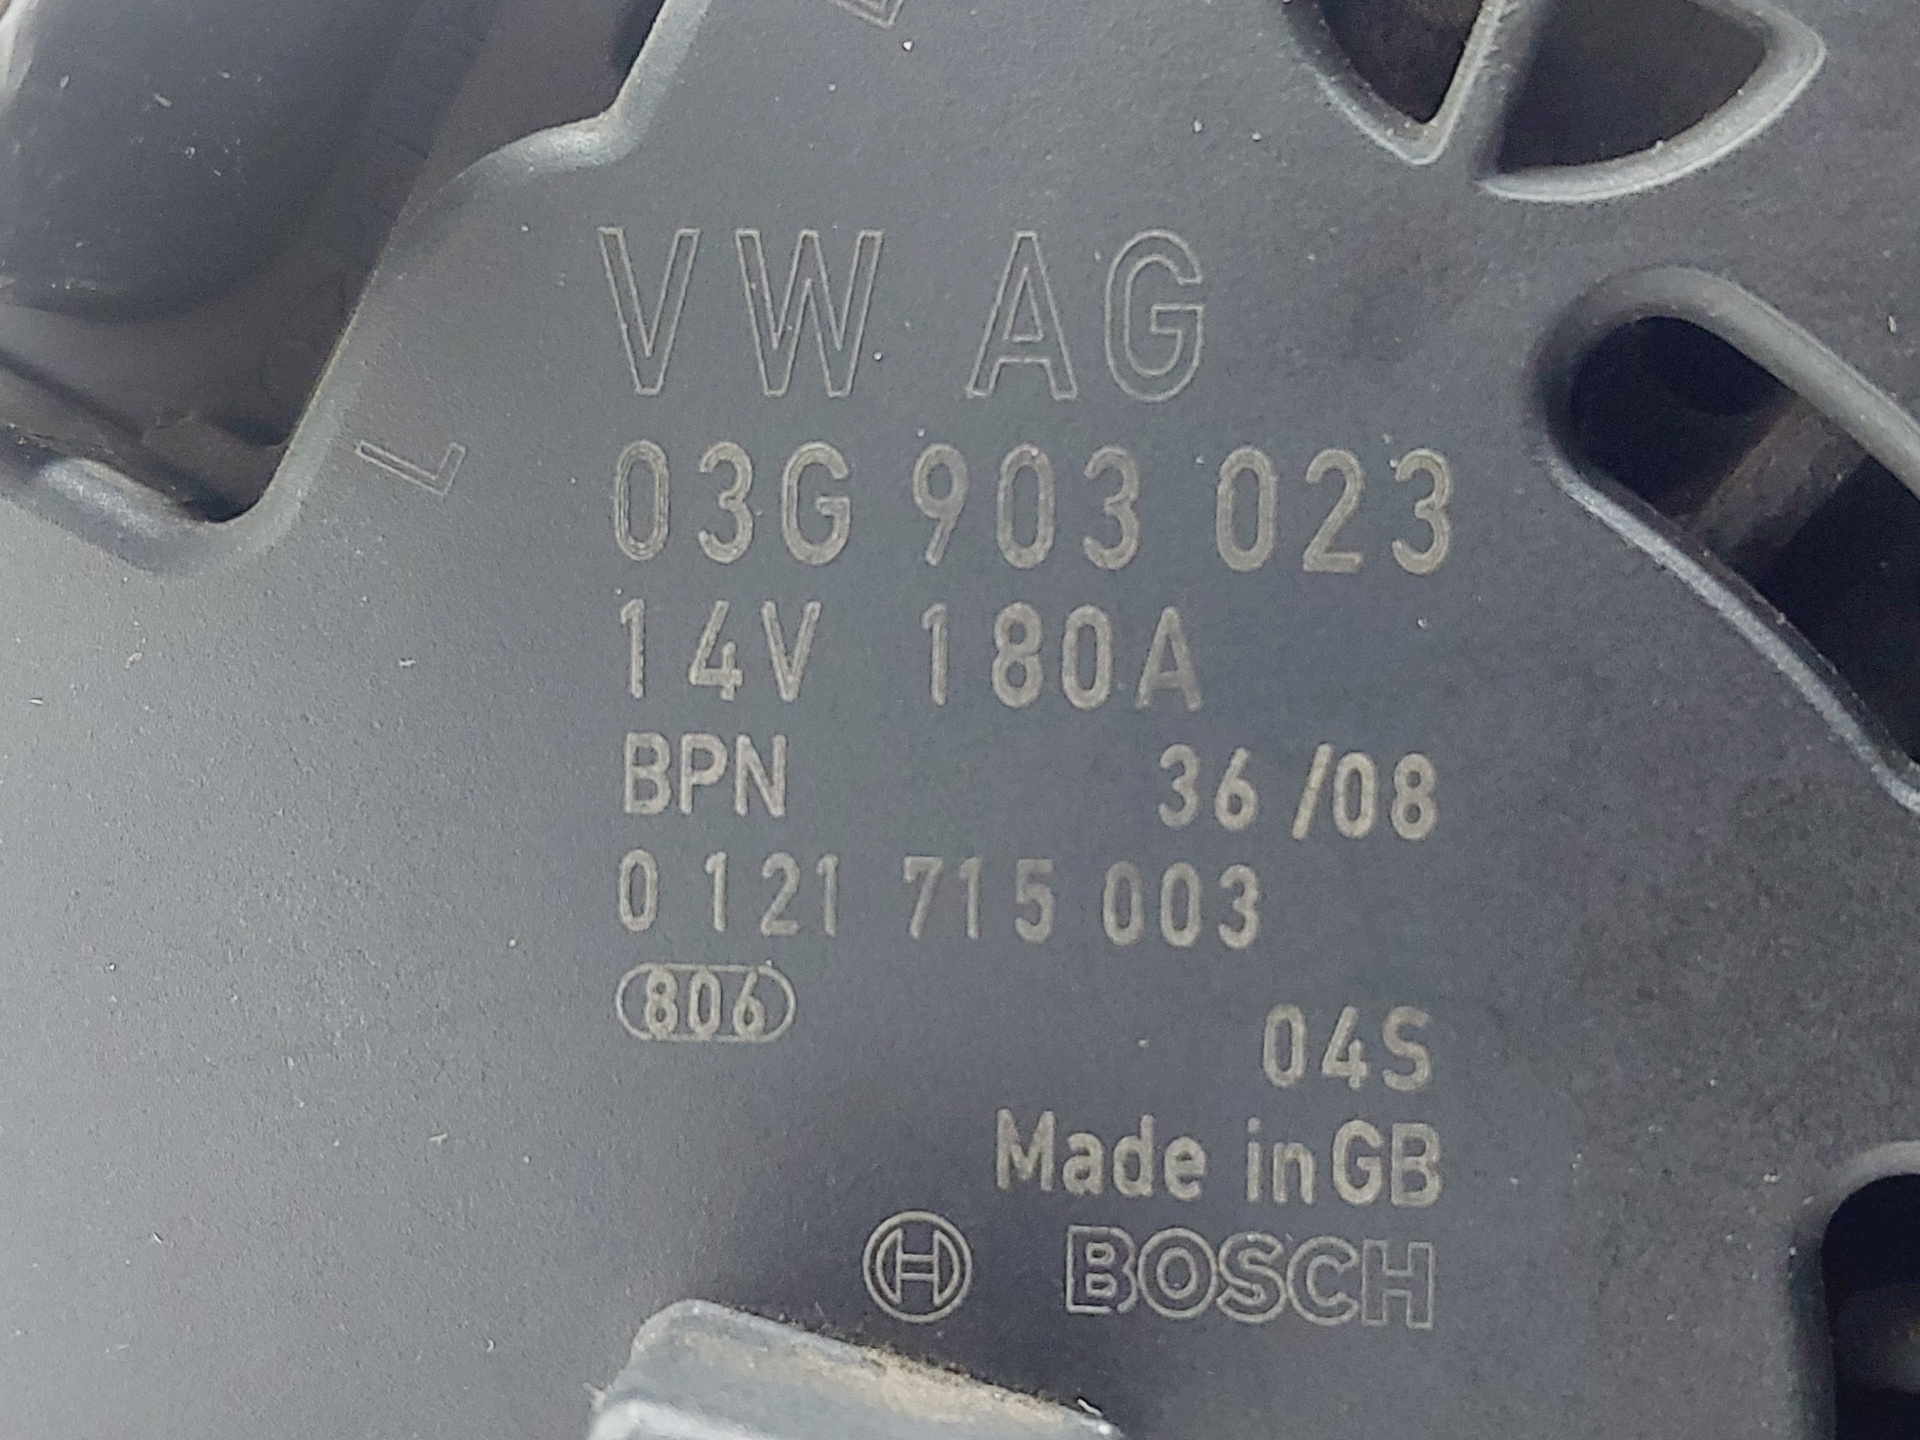 VW AG
L
03G 903 023
14V 180A
BPN 36/08
0 121 715 003
806
04S
Made in GB
BOSCH